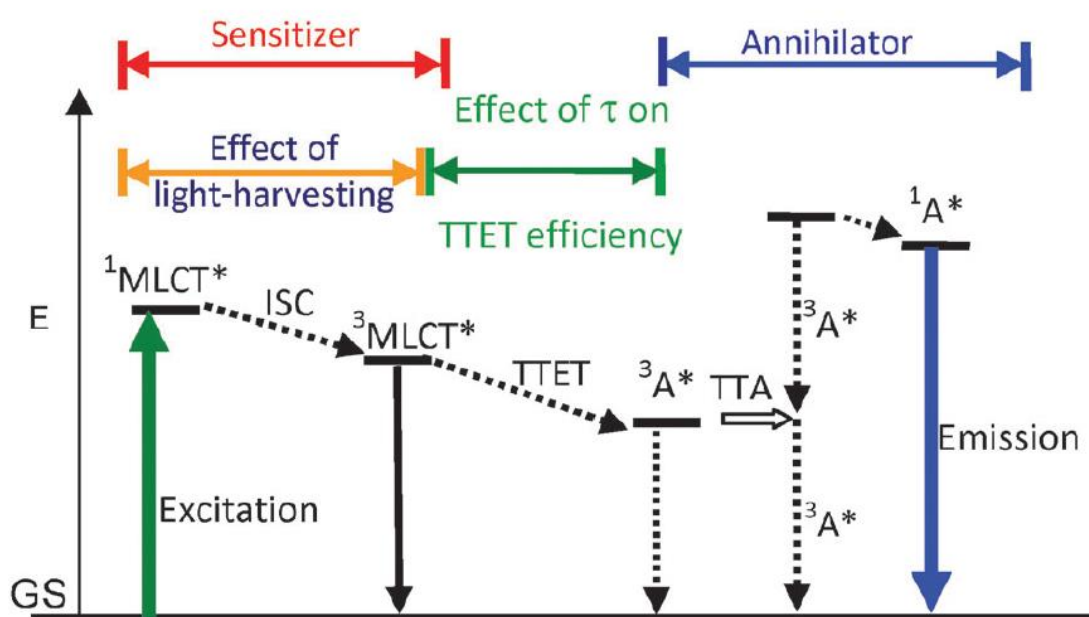 Sensitizer
Annihilator
Effect of τ on
Effect of
light-harvesting
TTET efficiency
¹A*
¹MLCT*
ISC
E
³MLCT*
³A*
TTET
³A*
TTA
Excitation
Emission
³A*
GS